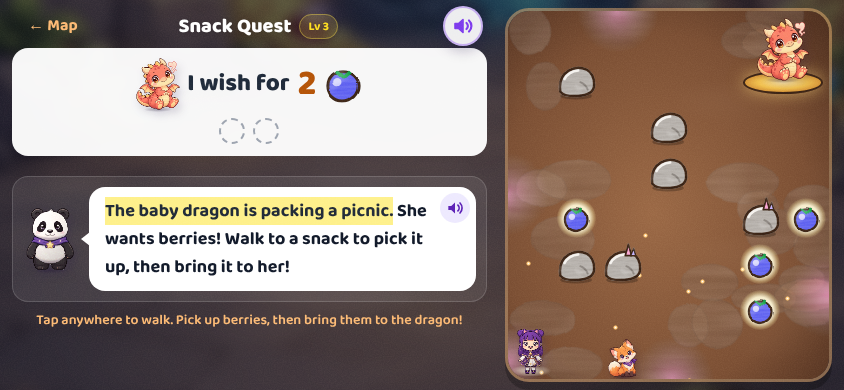 ← Map
Snack Quest
Lv 3
I wish for 2
The baby dragon is packing a picnic. She
wants berries! Walk to a snack to pick it
up, then bring it to her!
Tap anywhere to walk. Pick up berries, then bring them to the dragon!